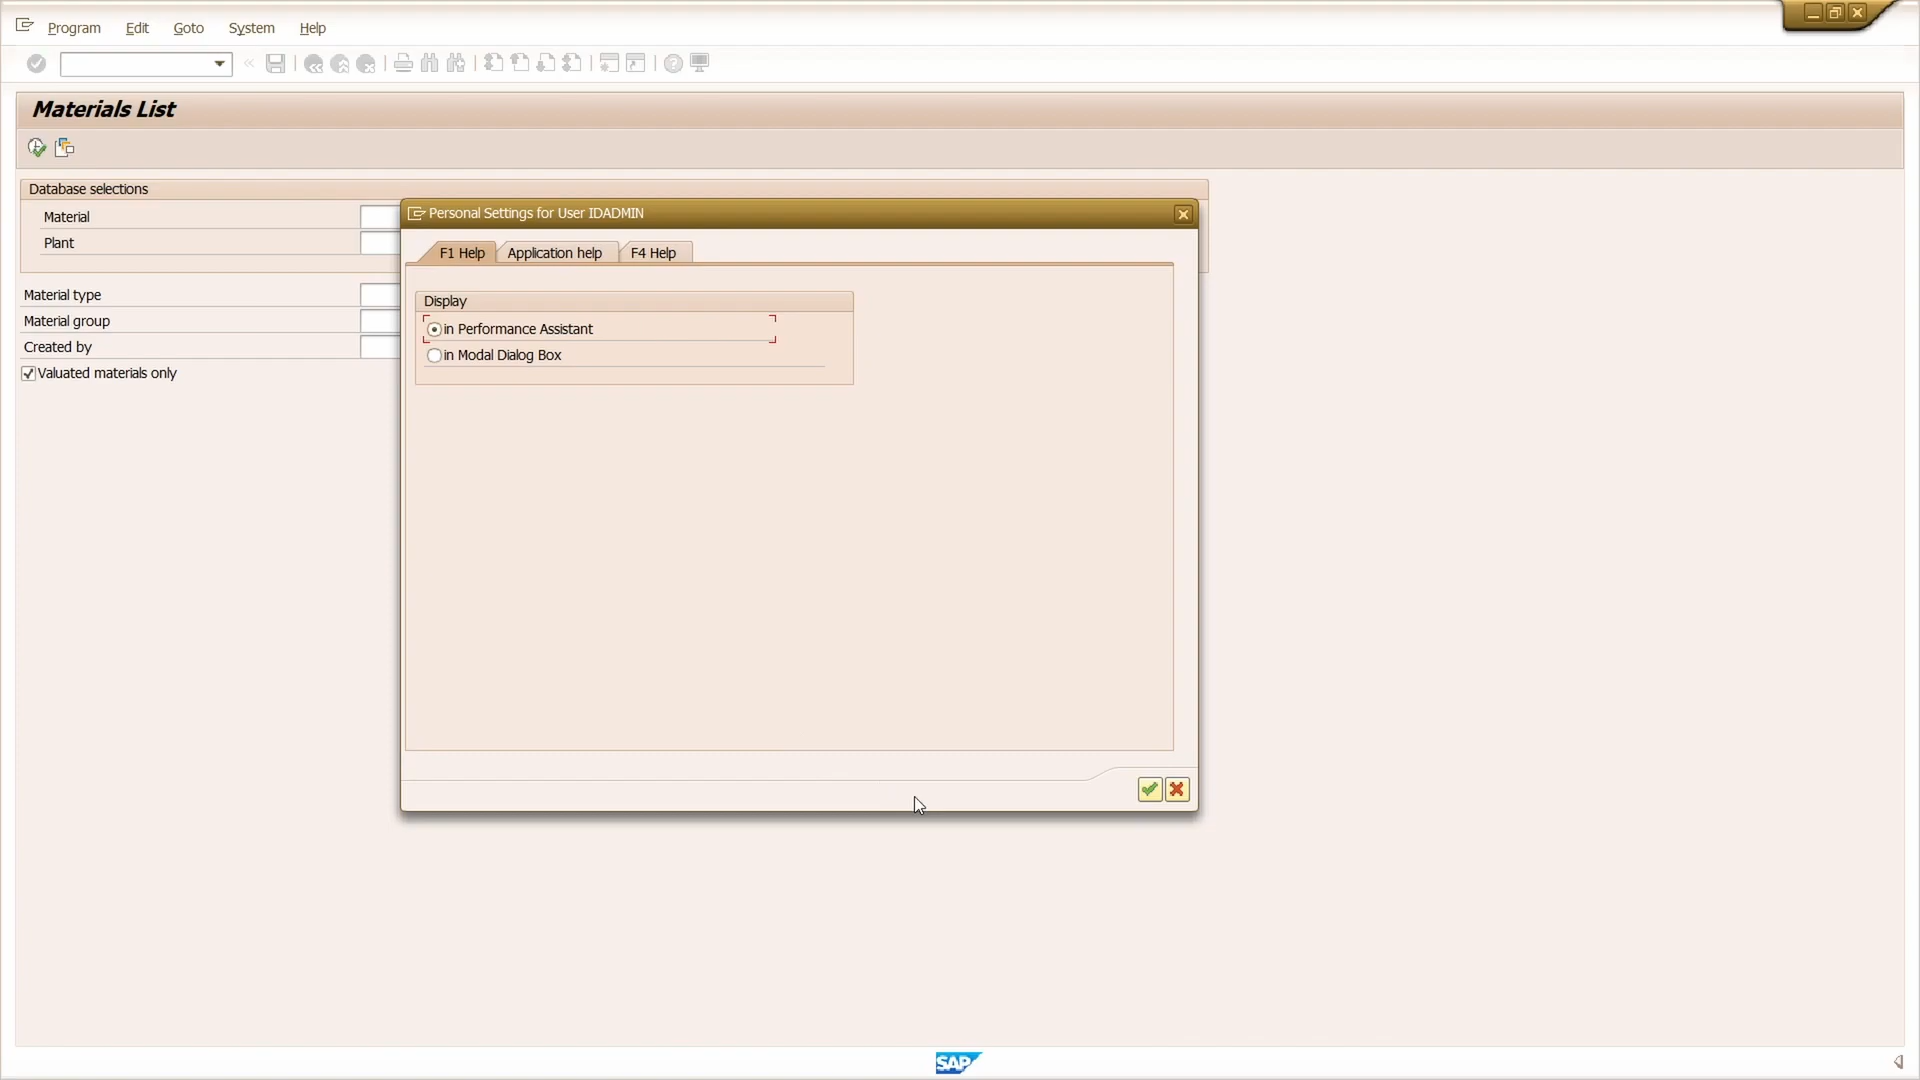 Program Edit Goto System Help
Materials List
Database selections
Material
Plant
Material type
Material group
Created by
Valuated materials only
Personal Settings for User IDADMIN
F1 Help Application help F4 Help
Display
in Performance Assistant
in Modal Dialog Box
SAP